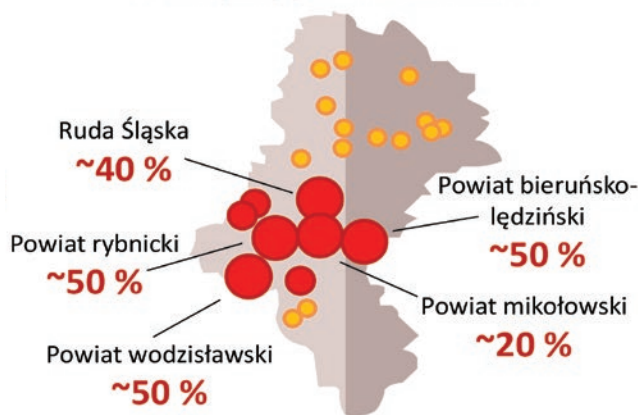 Ruda Śląska
~40 %
Powiat bieruńsko-
lędziński
~50 %
Powiat rybnicki
~50 %
Powiat mikołowski
~20 %
Powiat wodzisławski
~50 %